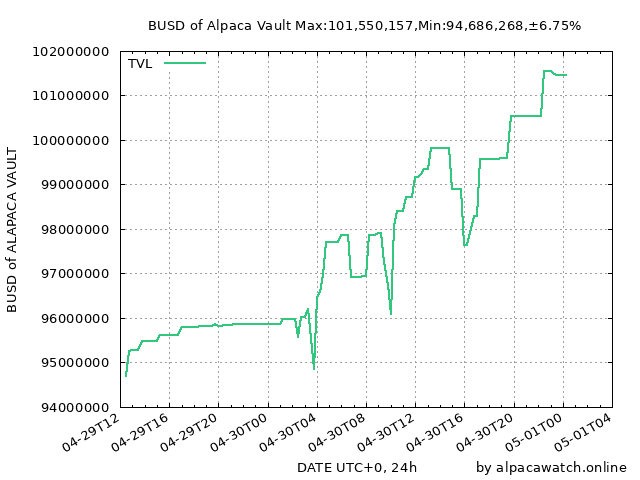 BUSD of Alpaca Vault Max:101,550,157,Min:94,686,268,±6.75%
TVL
BUSD of ALAPACA VAULT
102000000
101000000
100000000
99000000
98000000
97000000
96000000
95000000
94000000
04-29T12
04-29T16
04-29T20
04-30T00
04-30T04
04-30T08
04-30T12
04-30T16
04-30T20
05-01T00
05-01T04
DATE UTC+0, 24h
by alpacawatch.online